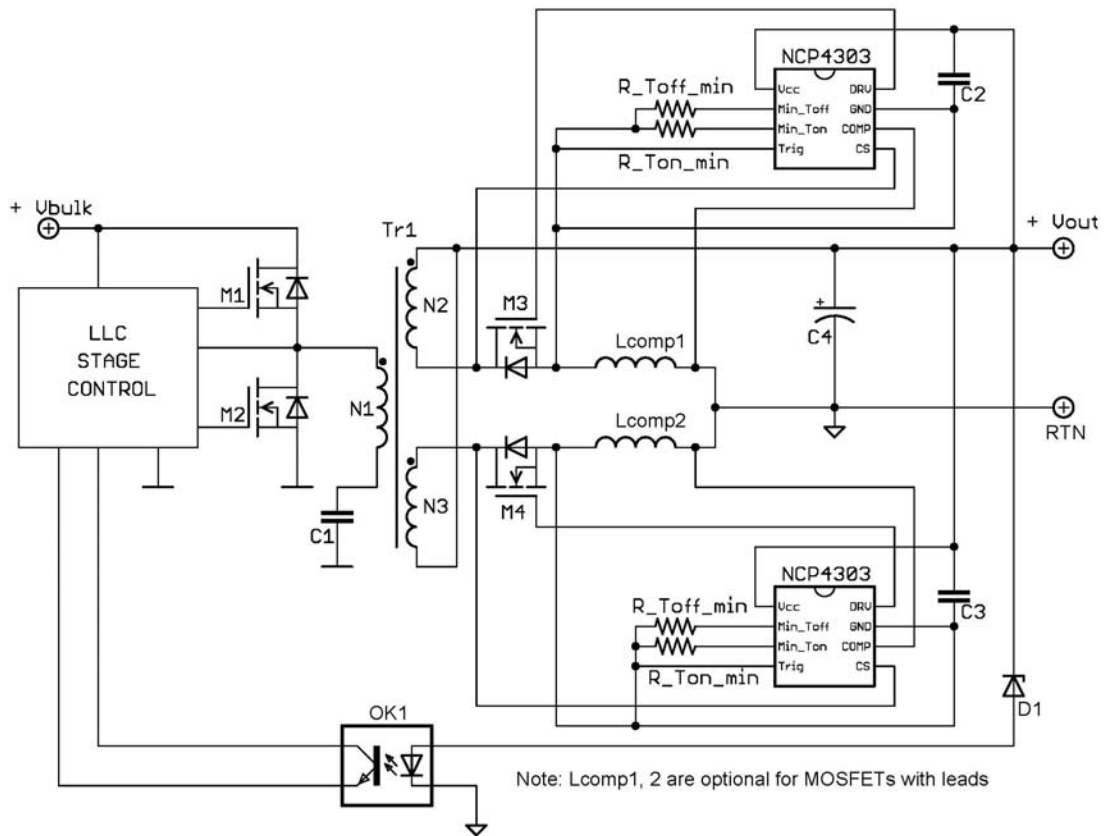 NCP4303
R_Toff_min
Vcc
DRV
Min_Toff
GND
Min_Ton
COMP
Trig
CS
R_Ton_min
C2
+ Vbulk
Tr1
+ Vout
M1
N2
M3
LLC
STAGE
CONTROL
Lcomp1
+
C4
N1
M2
Lcomp2
RTN
N3
M4
C1
NCP4303
R_Toff_min
Vcc
DRV
Min_Toff
GND
Min_Ton
COMP
Trig
CS
R_Ton_min
C3
D1
OK1
Note: Lcomp1, 2 are optional for MOSFETs with leads